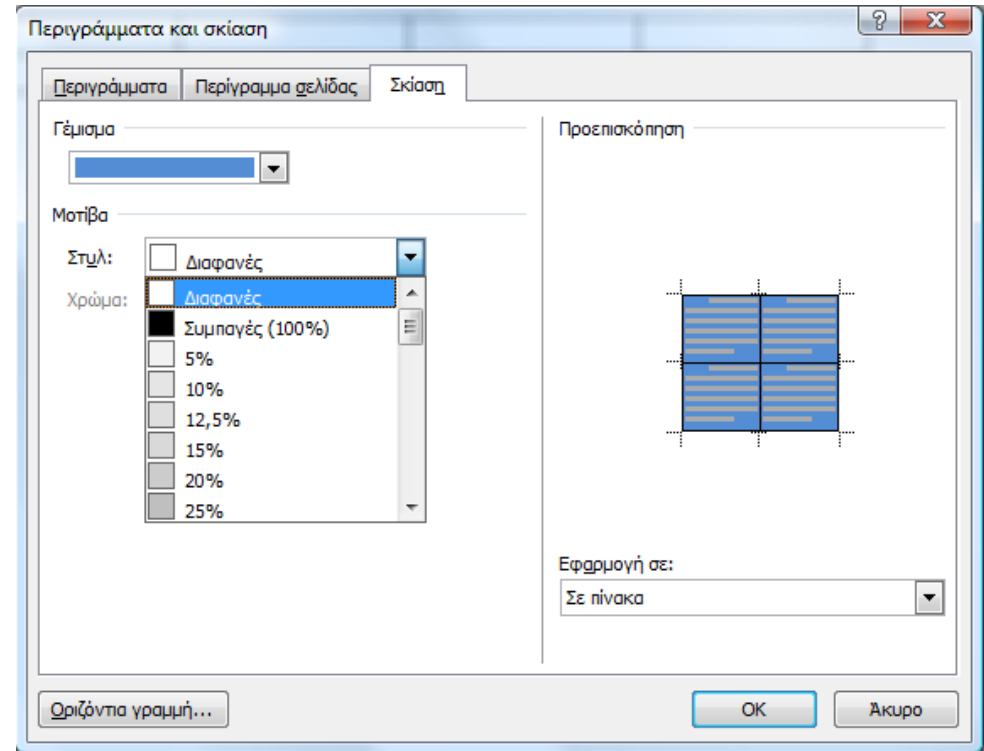 Περιγράμματα και σκίαση
Περιγράμματα Περίγραμμα σελίδας Σκίαση
Γέμισμα
Προεπισκόπηση
Μοτίβα
Στυλ: Διαφανές
Χρώμα: Διαφανές
Συμπαγές (100%)
5%
10%
12,5%
15%
20%
25%
Εφαρμογή σε:
Σε πίνακα
Οριζόντια γραμμή... OK Άκυρο